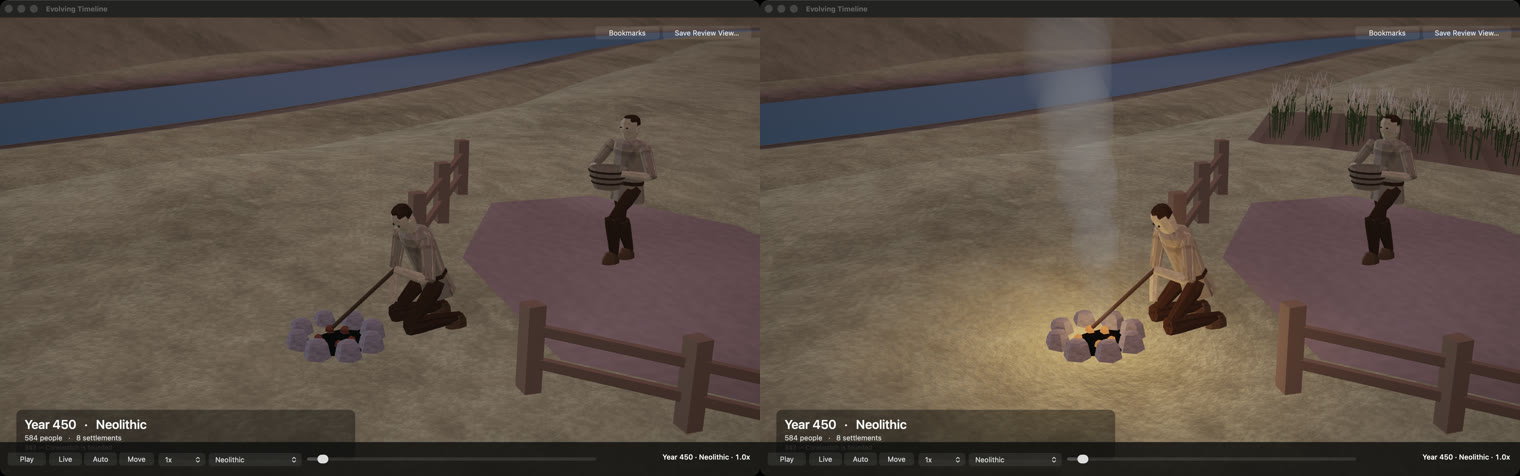 Evolving Timeline
Bookmarks Save Review View...
Year 450 · Neolithic
584 people · 8 settlements
Play Live Auto Move 1x Neolithic Year 450 · Neolithic · 1.0x
Evolving Timeline
Bookmarks Save Review View...
Year 450 · Neolithic
584 people · 8 settlements
Play Live Auto Move 1x Neolithic Year 450 · Neolithic · 1.0x